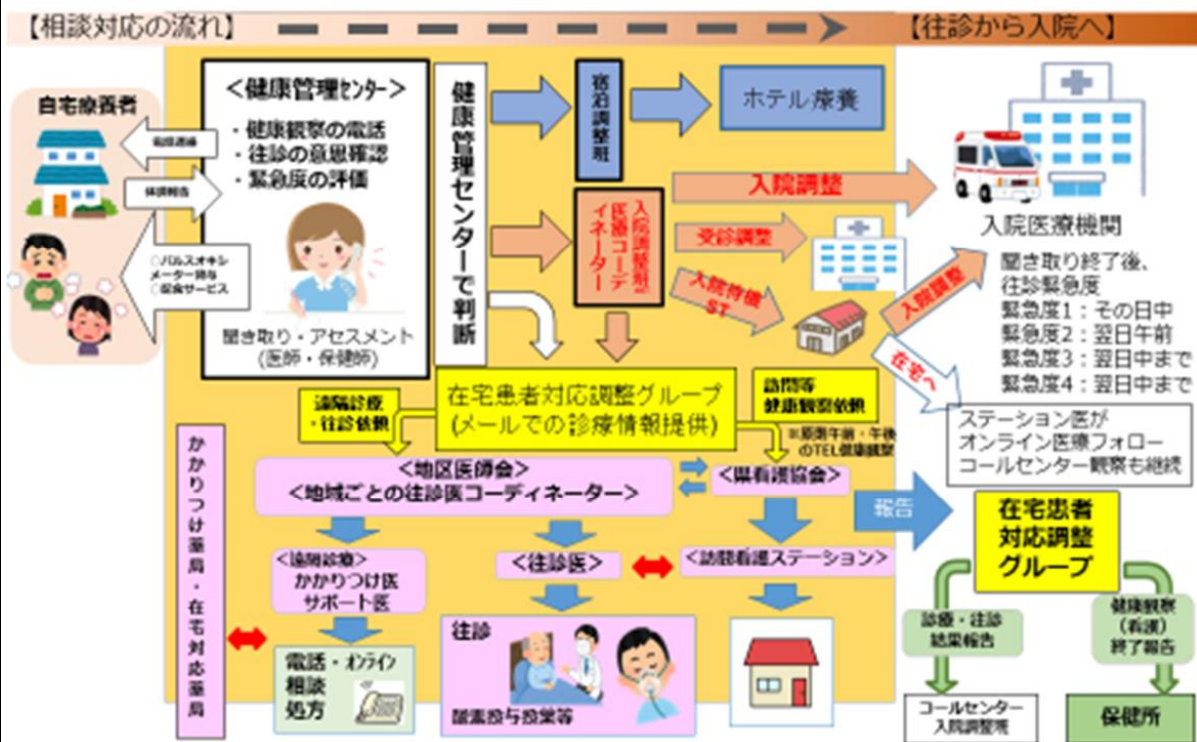 【相談対応の流れ】
【往診から入院へ】
自宅療養者
体調報告
○パルスオキシ
メーター貸与
○配食サービス
<健康管理センター>
・健康観察の電話
・往診の意思確認
・緊急度の評価
聞き取り・アセスメント
(医師・保健師)
健康管理センターで判断
宿泊調整班
ホテル療養
入院調整班
医療コーディ
ネーター
入院調整
受診調整
入院待機
ST
入院調整
在宅へ
入院医療機関
聞き取り終了後、
往診緊急度
緊急度1:その日中
緊急度2:翌日午前
緊急度3:翌日中まで
緊急度4:翌日中まで
ステーション医が
オンライン医療フォロー
コールセンター観察も継続
在宅患者対応調整グループ
(メールでの診療情報提供)
遠隔診療
・往診依頼
訪問等
健康観察依頼
※原則午前・午後
のTEL健康観察
かかりつけ薬局・在宅対応薬局
<地区医師会>
<地域ごとの往診医コーディネーター>
<県看護協会>
報告
<遠隔診療>
かかりつけ医
サポート医
<往診医>
<訪問看護ステーション>
電話・オンライン
相談
処方
往診
酸素投与投薬等
在宅患者
対応調整
グループ
診療・往診
結果報告
健康観察
(看護)
終了報告
コールセンター
入院調整班
保健所